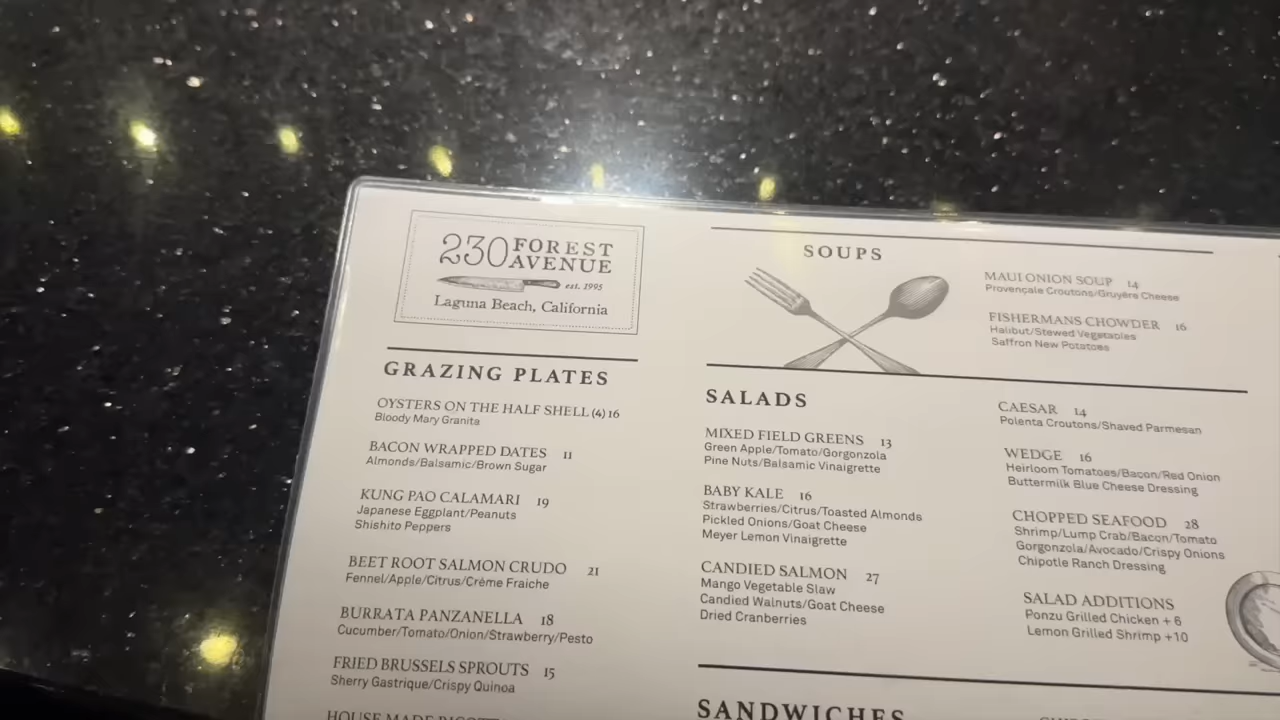 230 FOREST
AVENUE
est. 1995
Laguna Beach, California
GRAZING PLATES
OYSTERS ON THE HALF SHELL (4) 16
Bloody Mary Granita
BACON WRAPPED DATES 11
Almonds/Balsamic/Brown Sugar
KUNG PAO CALAMARI 19
Japanese Eggplant/Peanuts
Shishito Peppers
BEET ROOT SALMON CRUDO 21
Fennel/Apple/Citrus/Crème Fraiche
BURRATA PANZANELLA 18
Cucumber/Tomato/Onion/Strawberry/Pesto
FRIED BRUSSELS SPROUTS 15
Sherry Gastrique/Crispy Quinoa
HOUSE MADE
SOUPS
MAUI ONION SOUP 14
Provençale Croutons/Gruyère Cheese
FISHERMANS CHOWDER 16
Halibut/Stewed Vegetables
Saffron New Potatoes
SALADS
MIXED FIELD GREENS 13
Green Apple/Tomato/Gorgonzola
Pine Nuts/Balsamic Vinaigrette
BABY KALE 16
Strawberries/Citrus/Toasted Almonds
Pickled Onions/Goat Cheese
Meyer Lemon Vinaigrette
CANDIED SALMON 27
Mango Vegetable Slaw
Candied Walnuts/Goat Cheese
Dried Cranberries
CAESAR 14
Polenta Croutons/Shaved Parmesan
WEDGE 16
Heirloom Tomatoes/Bacon/Red Onion
Buttermilk Blue Cheese Dressing
CHOPPED SEAFOOD 28
Shrimp/Lump Crab/Bacon/Tomato
Gorgonzola/Avocado/Crispy Onions
Chipotle Ranch Dressing
SALAD ADDITIONS
Ponzu Grilled Chicken + 6
Lemon Grilled Shrimp +10
SANDWICHES